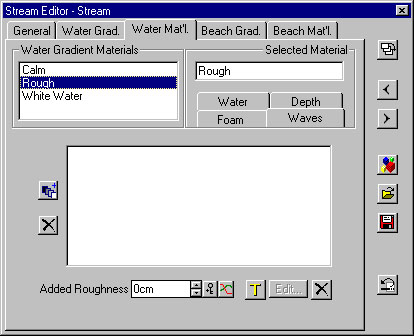 Stream Editor - Stream
General Water Grad. Water Mat'l. Beach Grad. Beach Mat'l.
Water Gradient Materials Selected Material
Calm
Rough Rough
White Water
Water Depth
Foam Waves
Added Roughness 0cm T Edit...